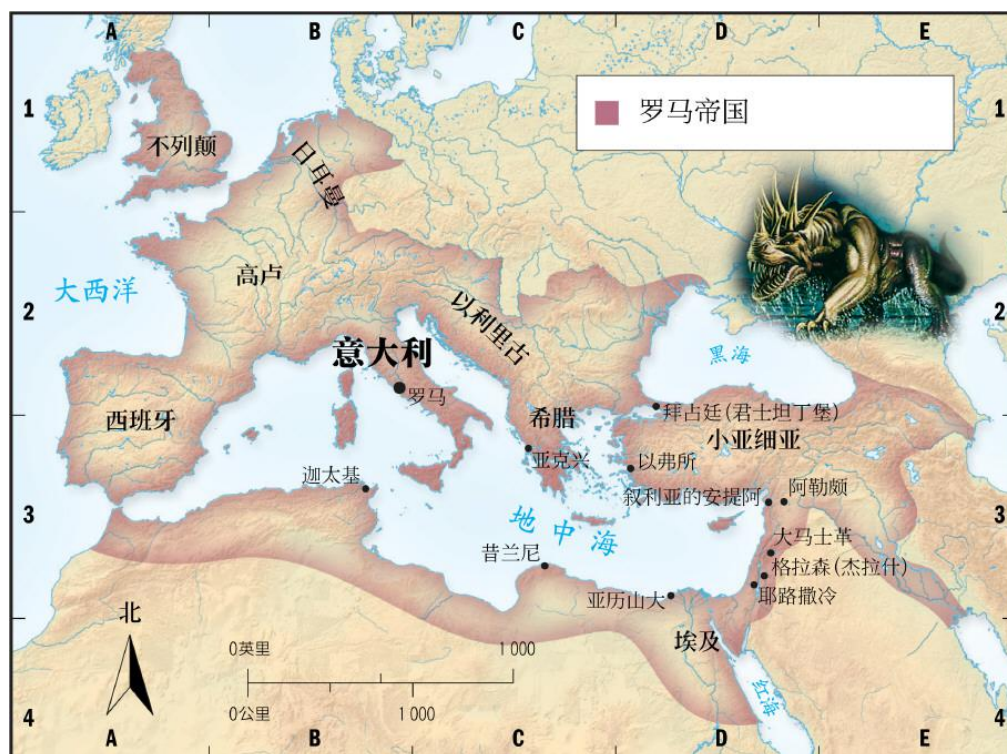 A B C D E
1 1
罗马帝国
不列颠
日耳曼
高卢
大西洋
2 2
以利里古
意大利
黑海
罗马
西班牙
希腊
拜占廷(君士坦丁堡)
小亚细亚
亚克兴
以弗所
迦太基
叙利亚的安提阿
阿勒颇
3 3
地中海
大马士革
昔兰尼
格拉森(杰拉什)
亚历山大
耶路撒冷
北
埃及
0英里 1 000
红海
0公里 1 000
4 4
A B C D E